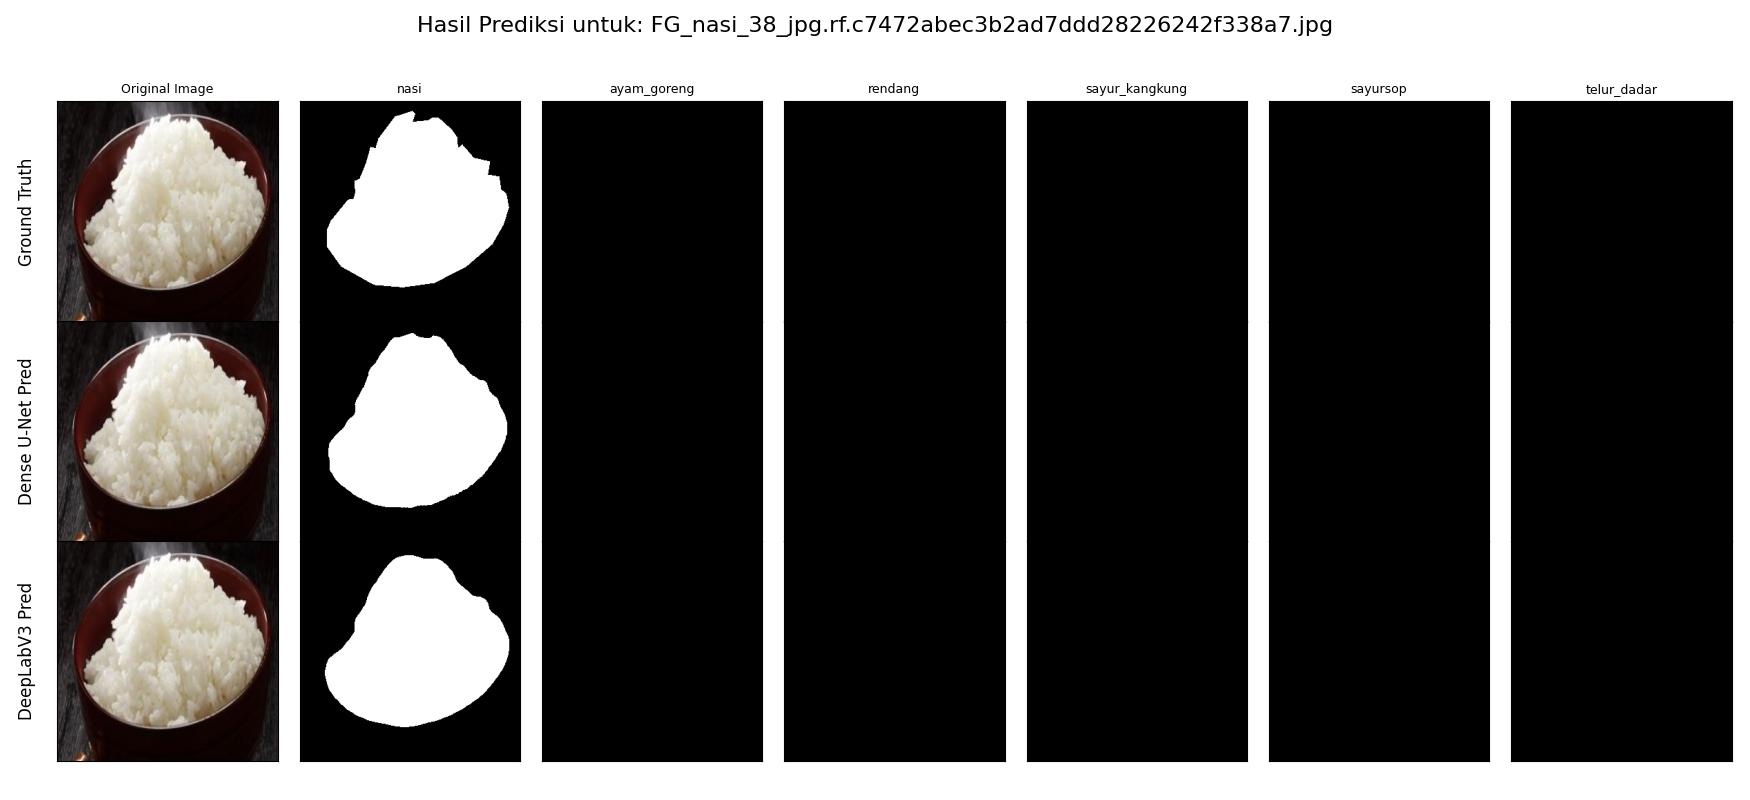 Hasil Prediksi untuk: FG_nasi_38_jpg.rf.c7472abec3b2ad7ddd28226242f338a7.jpg
Original Image nasi ayam_goreng rendang sayur_kangkung sayursop telur_dadar
Ground Truth
Dense U-Net Pred
DeepLabV3 Pred